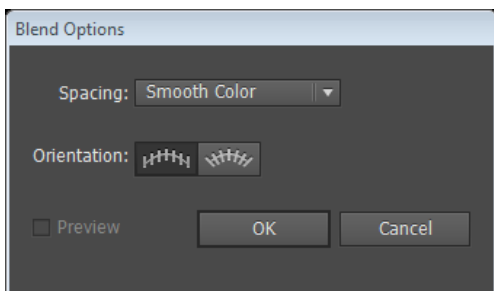 Blend Options
Spacing: Smooth Color
Orientation:
Preview OK Cancel